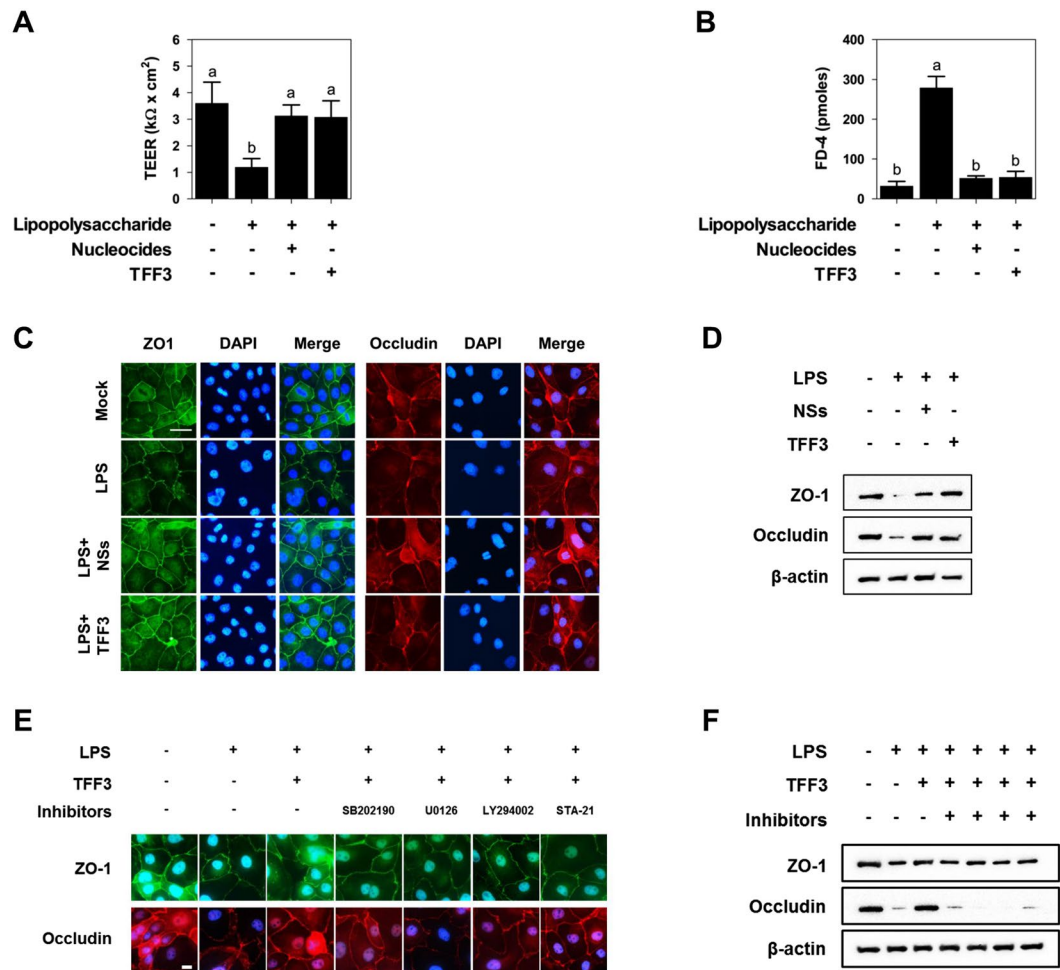 A
TEER (kΩ x cm²)
6
5
4
3
2
1
0
a
b
a
a
Lipopolysaccharide - + + +
Nucleocides - - + -
TFF3 - - - +
B
FD-4 (pmoles)
400
300
200
100
0
b
a
b
b
Lipopolysaccharide - + + +
Nucleocides - - + -
TFF3 - - - +
C
ZO1 DAPI Merge Occludin DAPI Merge
Mock
LPS
LPS+
NSs
LPS+
TFF3
D
LPS - + + +
NSs - - + -
TFF3 - - - +
ZO-1
Occludin
β-actin
E
LPS - + + + + + +
TFF3 - - + + + + +
Inhibitors - - - SB202190 U0126 LY294002 STA-21
ZO-1
Occludin
F
LPS - + + + + + +
TFF3 - - + + + + +
Inhibitors - - - + + + +
ZO-1
Occludin
β-actin